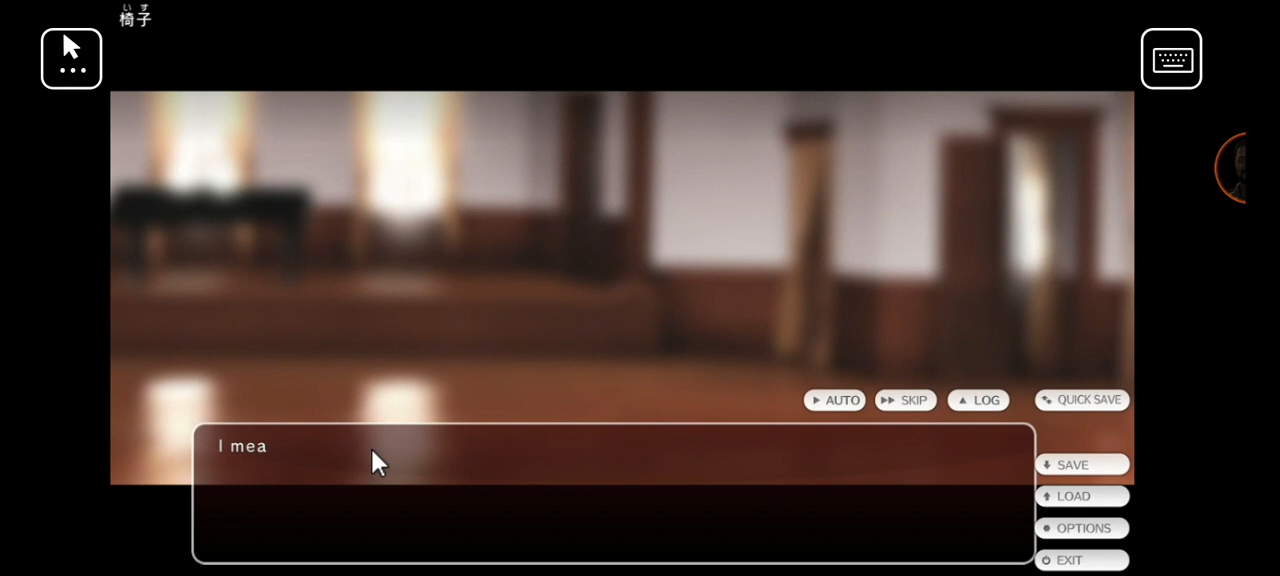 いす
椅子
AUTO
SKIP
LOG
QUICK SAVE
I mea
SAVE
LOAD
OPTIONS
EXIT